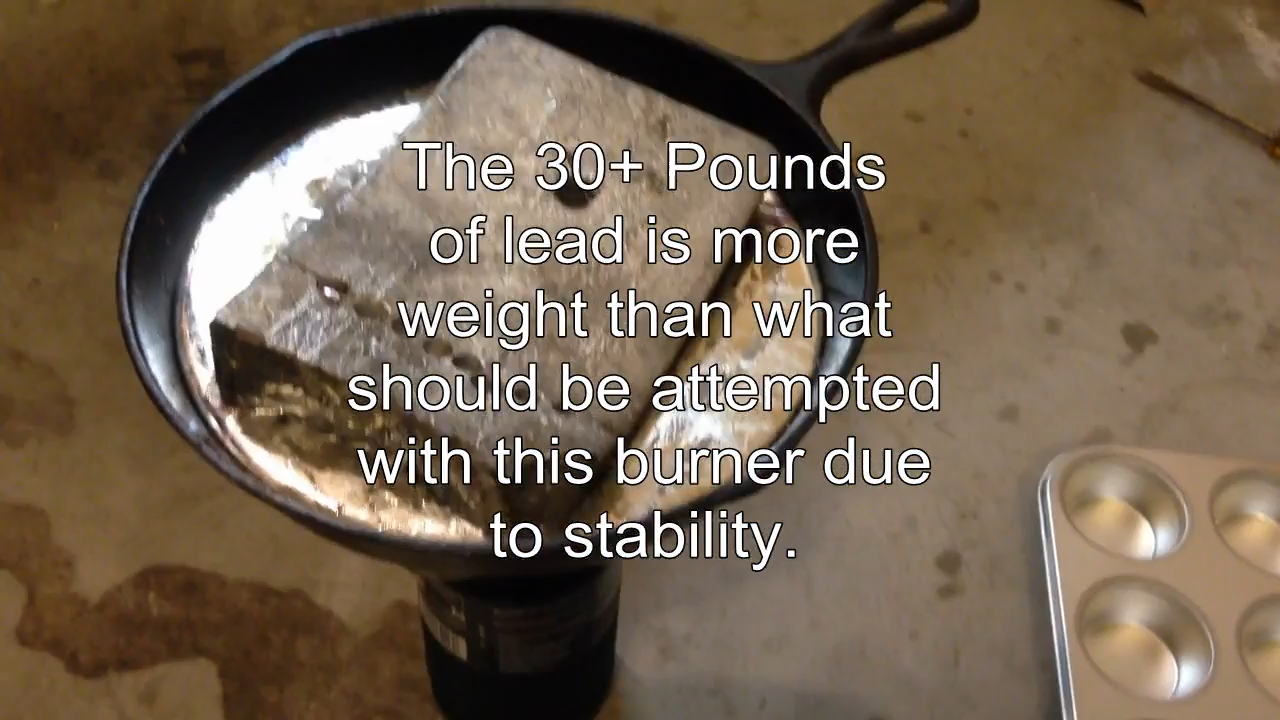 The 30+ Pounds
of lead is more
weight than what
should be attempted
with this burner due
to stability.